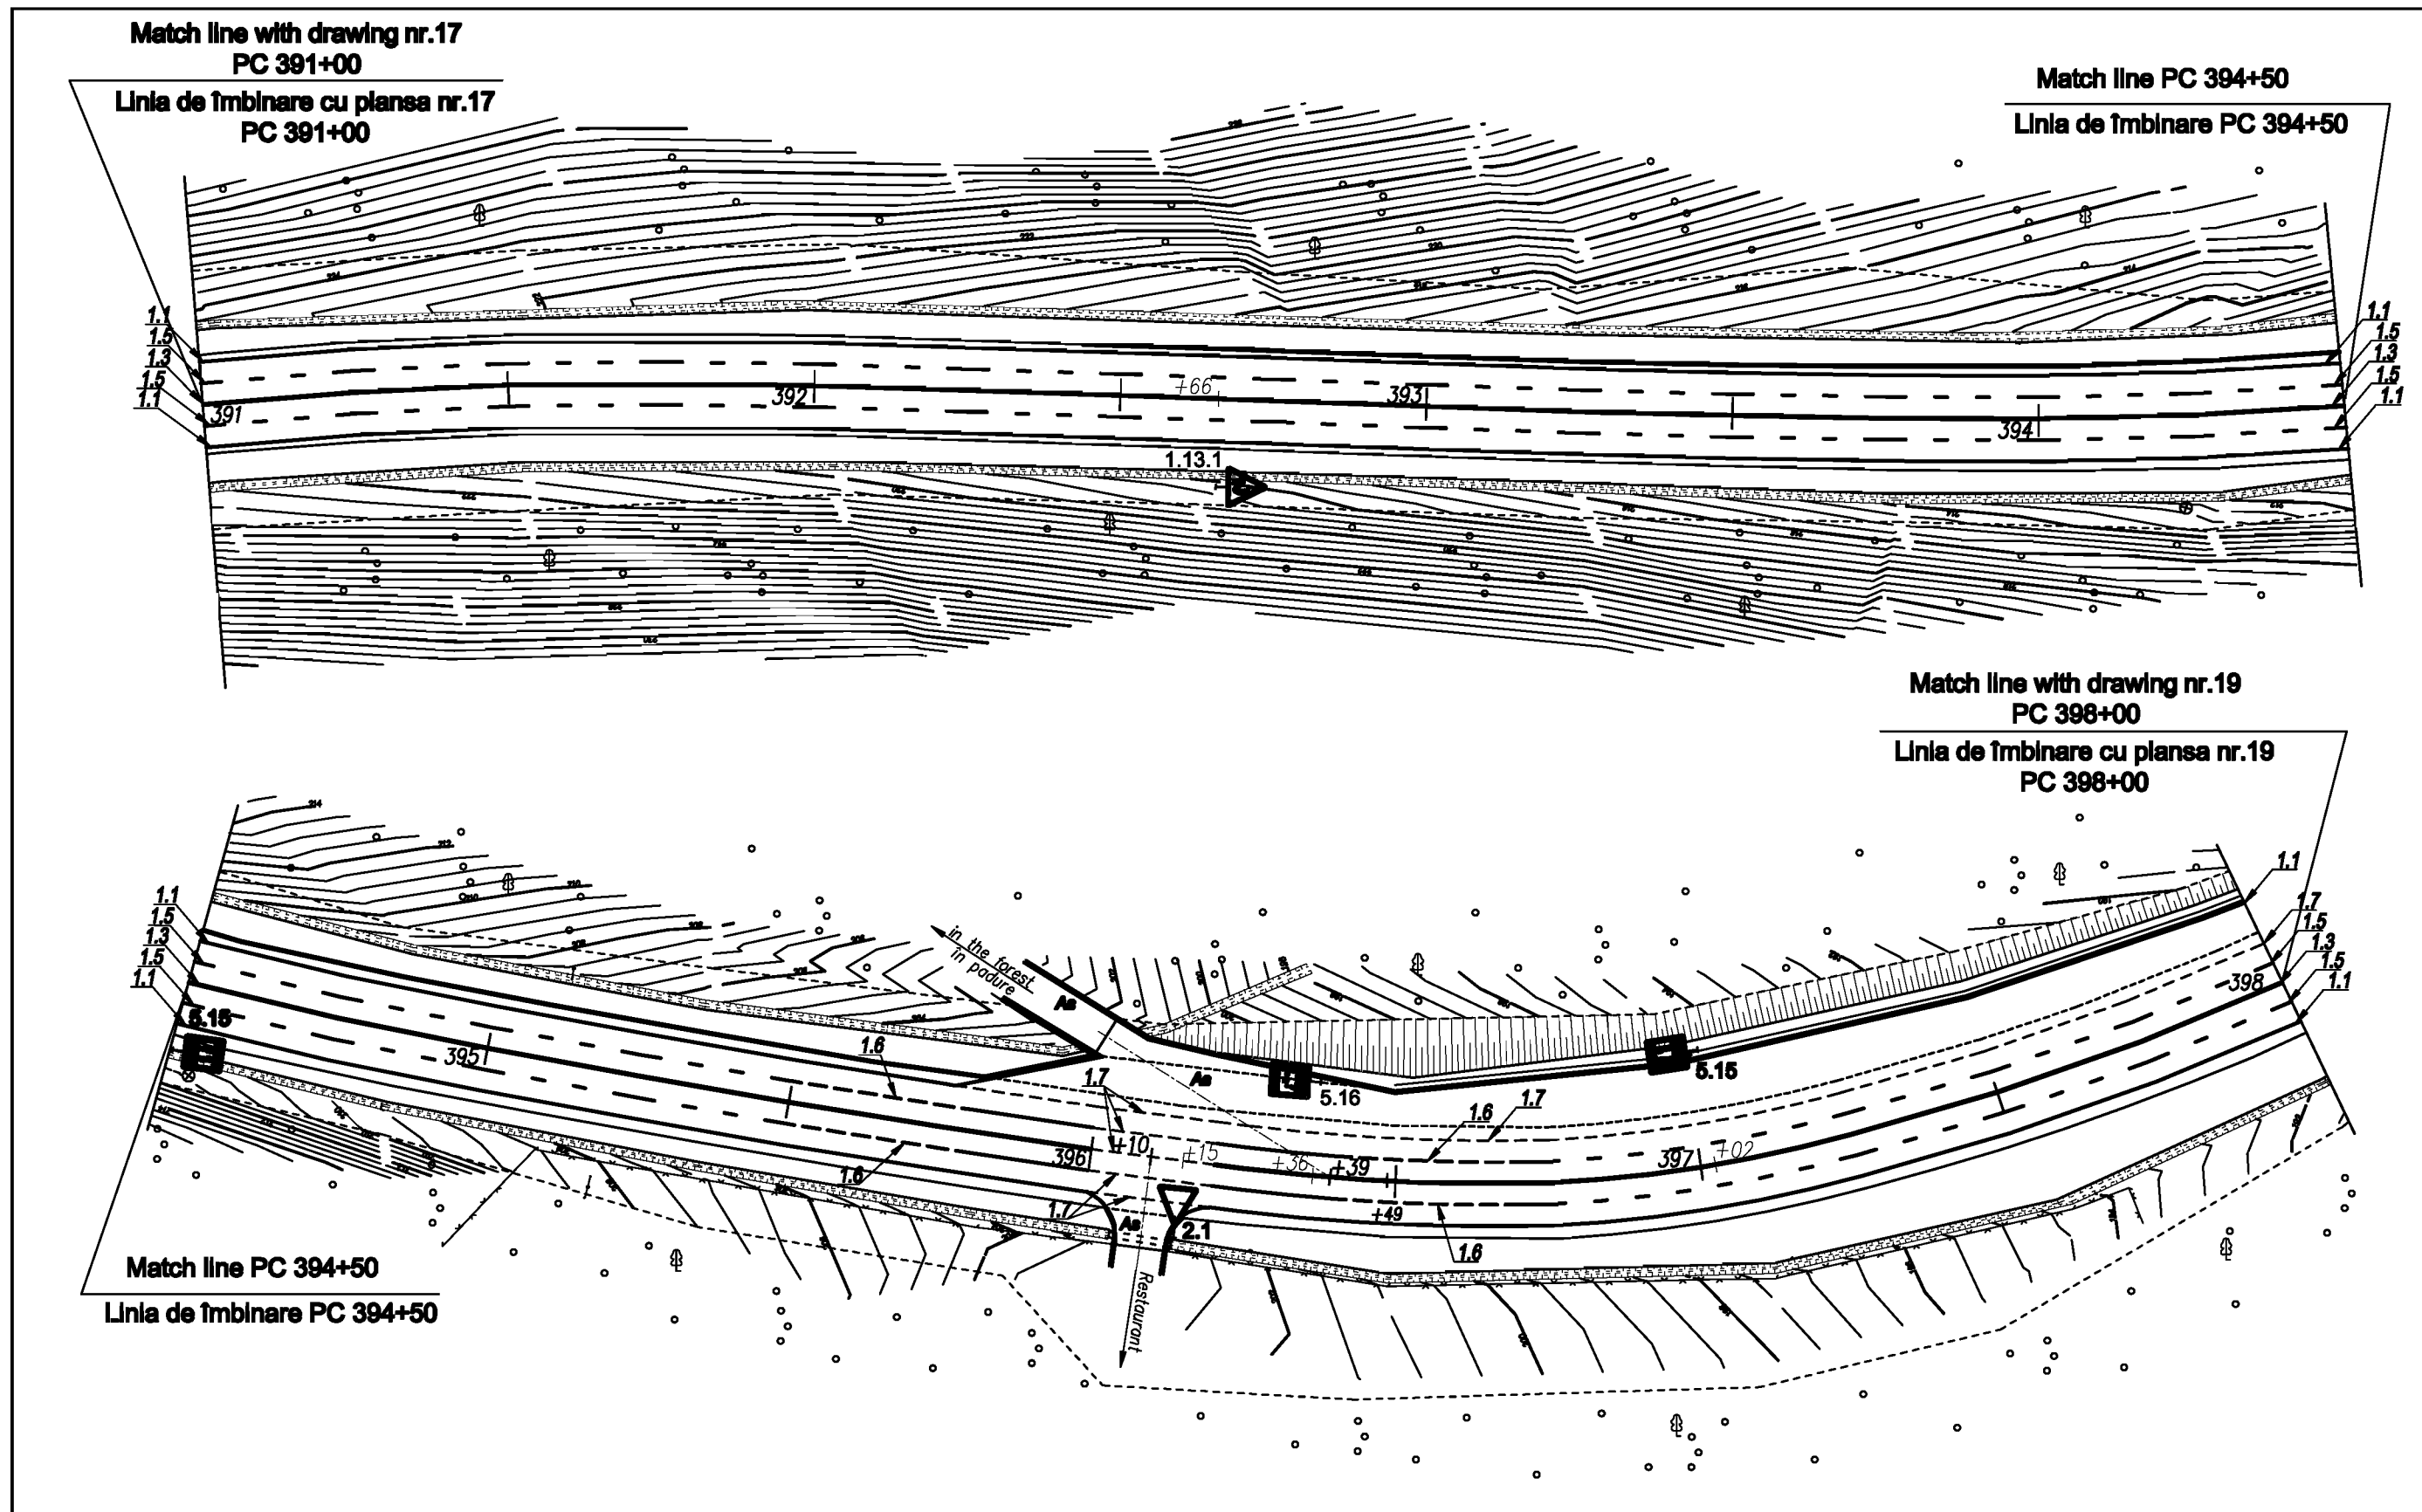 Match line with drawing nr.17
PC 391+00
Linia de îmbinare cu plansa nr.17
PC 391+00
Match line PC 394+50
Linia de îmbinare PC 394+50
1.1
1.5
1.3
1.5
1.1
391
392
+66
393
394
1.13.1
1.1
1.5
1.3
1.5
1.1
Match line with drawing nr.19
PC 398+00
Linia de îmbinare cu plansa nr.19
PC 398+00
1.1
1.5
1.3
1.5
1.1
5.15
395
1.6
1.6
in the forest
în padure
As
As
1.7
396
+10
+15
+36
+39
+49
1.7
As
2.1
Restaurant
5.16
5.15
1.6
1.7
1.6
397
+02
398
1.1
1.7
1.5
1.3
1.5
1.1
Match line PC 394+50
Linia de îmbinare PC 394+50